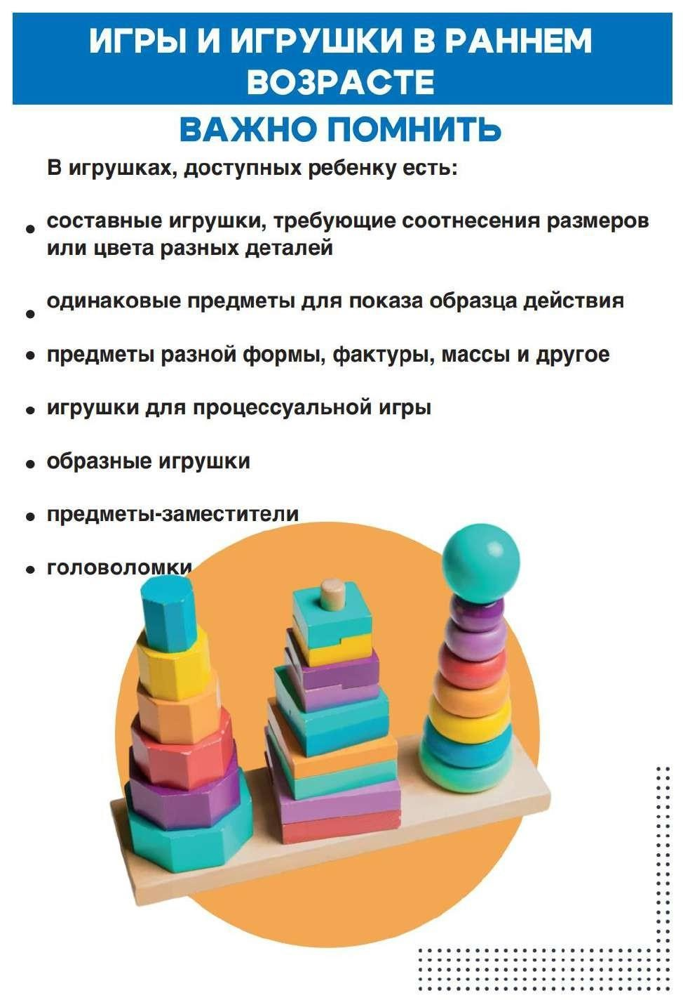 ИГРЫ И ИГРУШКИ В РАННЕМ
ВОЗРАСТЕ
ВАЖНО ПОМНИТЬ
В игрушках, доступных ребенку есть:
• составные игрушки, требующие соотнесения размеров
или цвета разных деталей
• одинаковые предметы для показа образца действия
• предметы разной формы, фактуры, массы и другое
• игрушки для процессуальной игры
• образные игрушки
• предметы-заместители
• головоломки